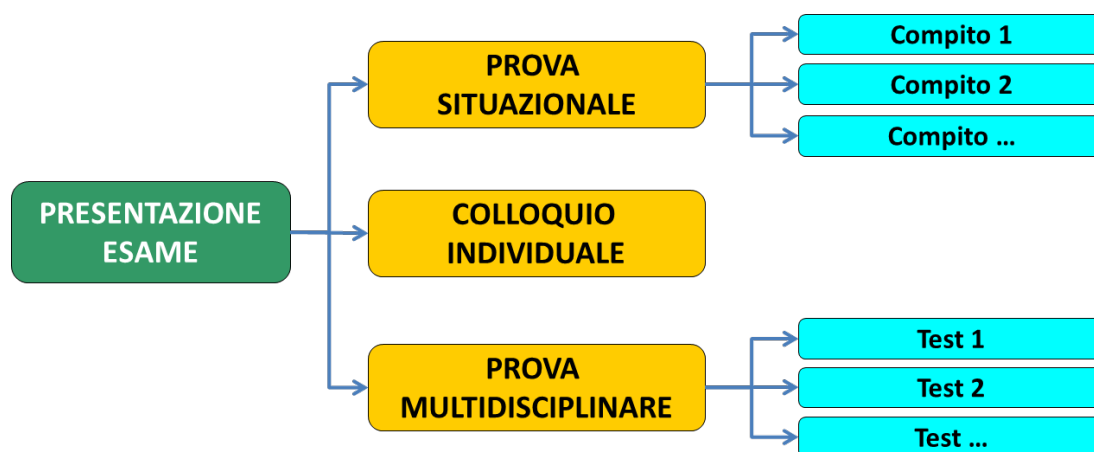 PRESENTAZIONE
ESAME
PROVA
SITUAZIONALE
Compito 1
Compito 2
Compito ...
COLLOQUIO
INDIVIDUALE
PROVA
MULTIDISCIPLINARE
Test 1
Test 2
Test ...